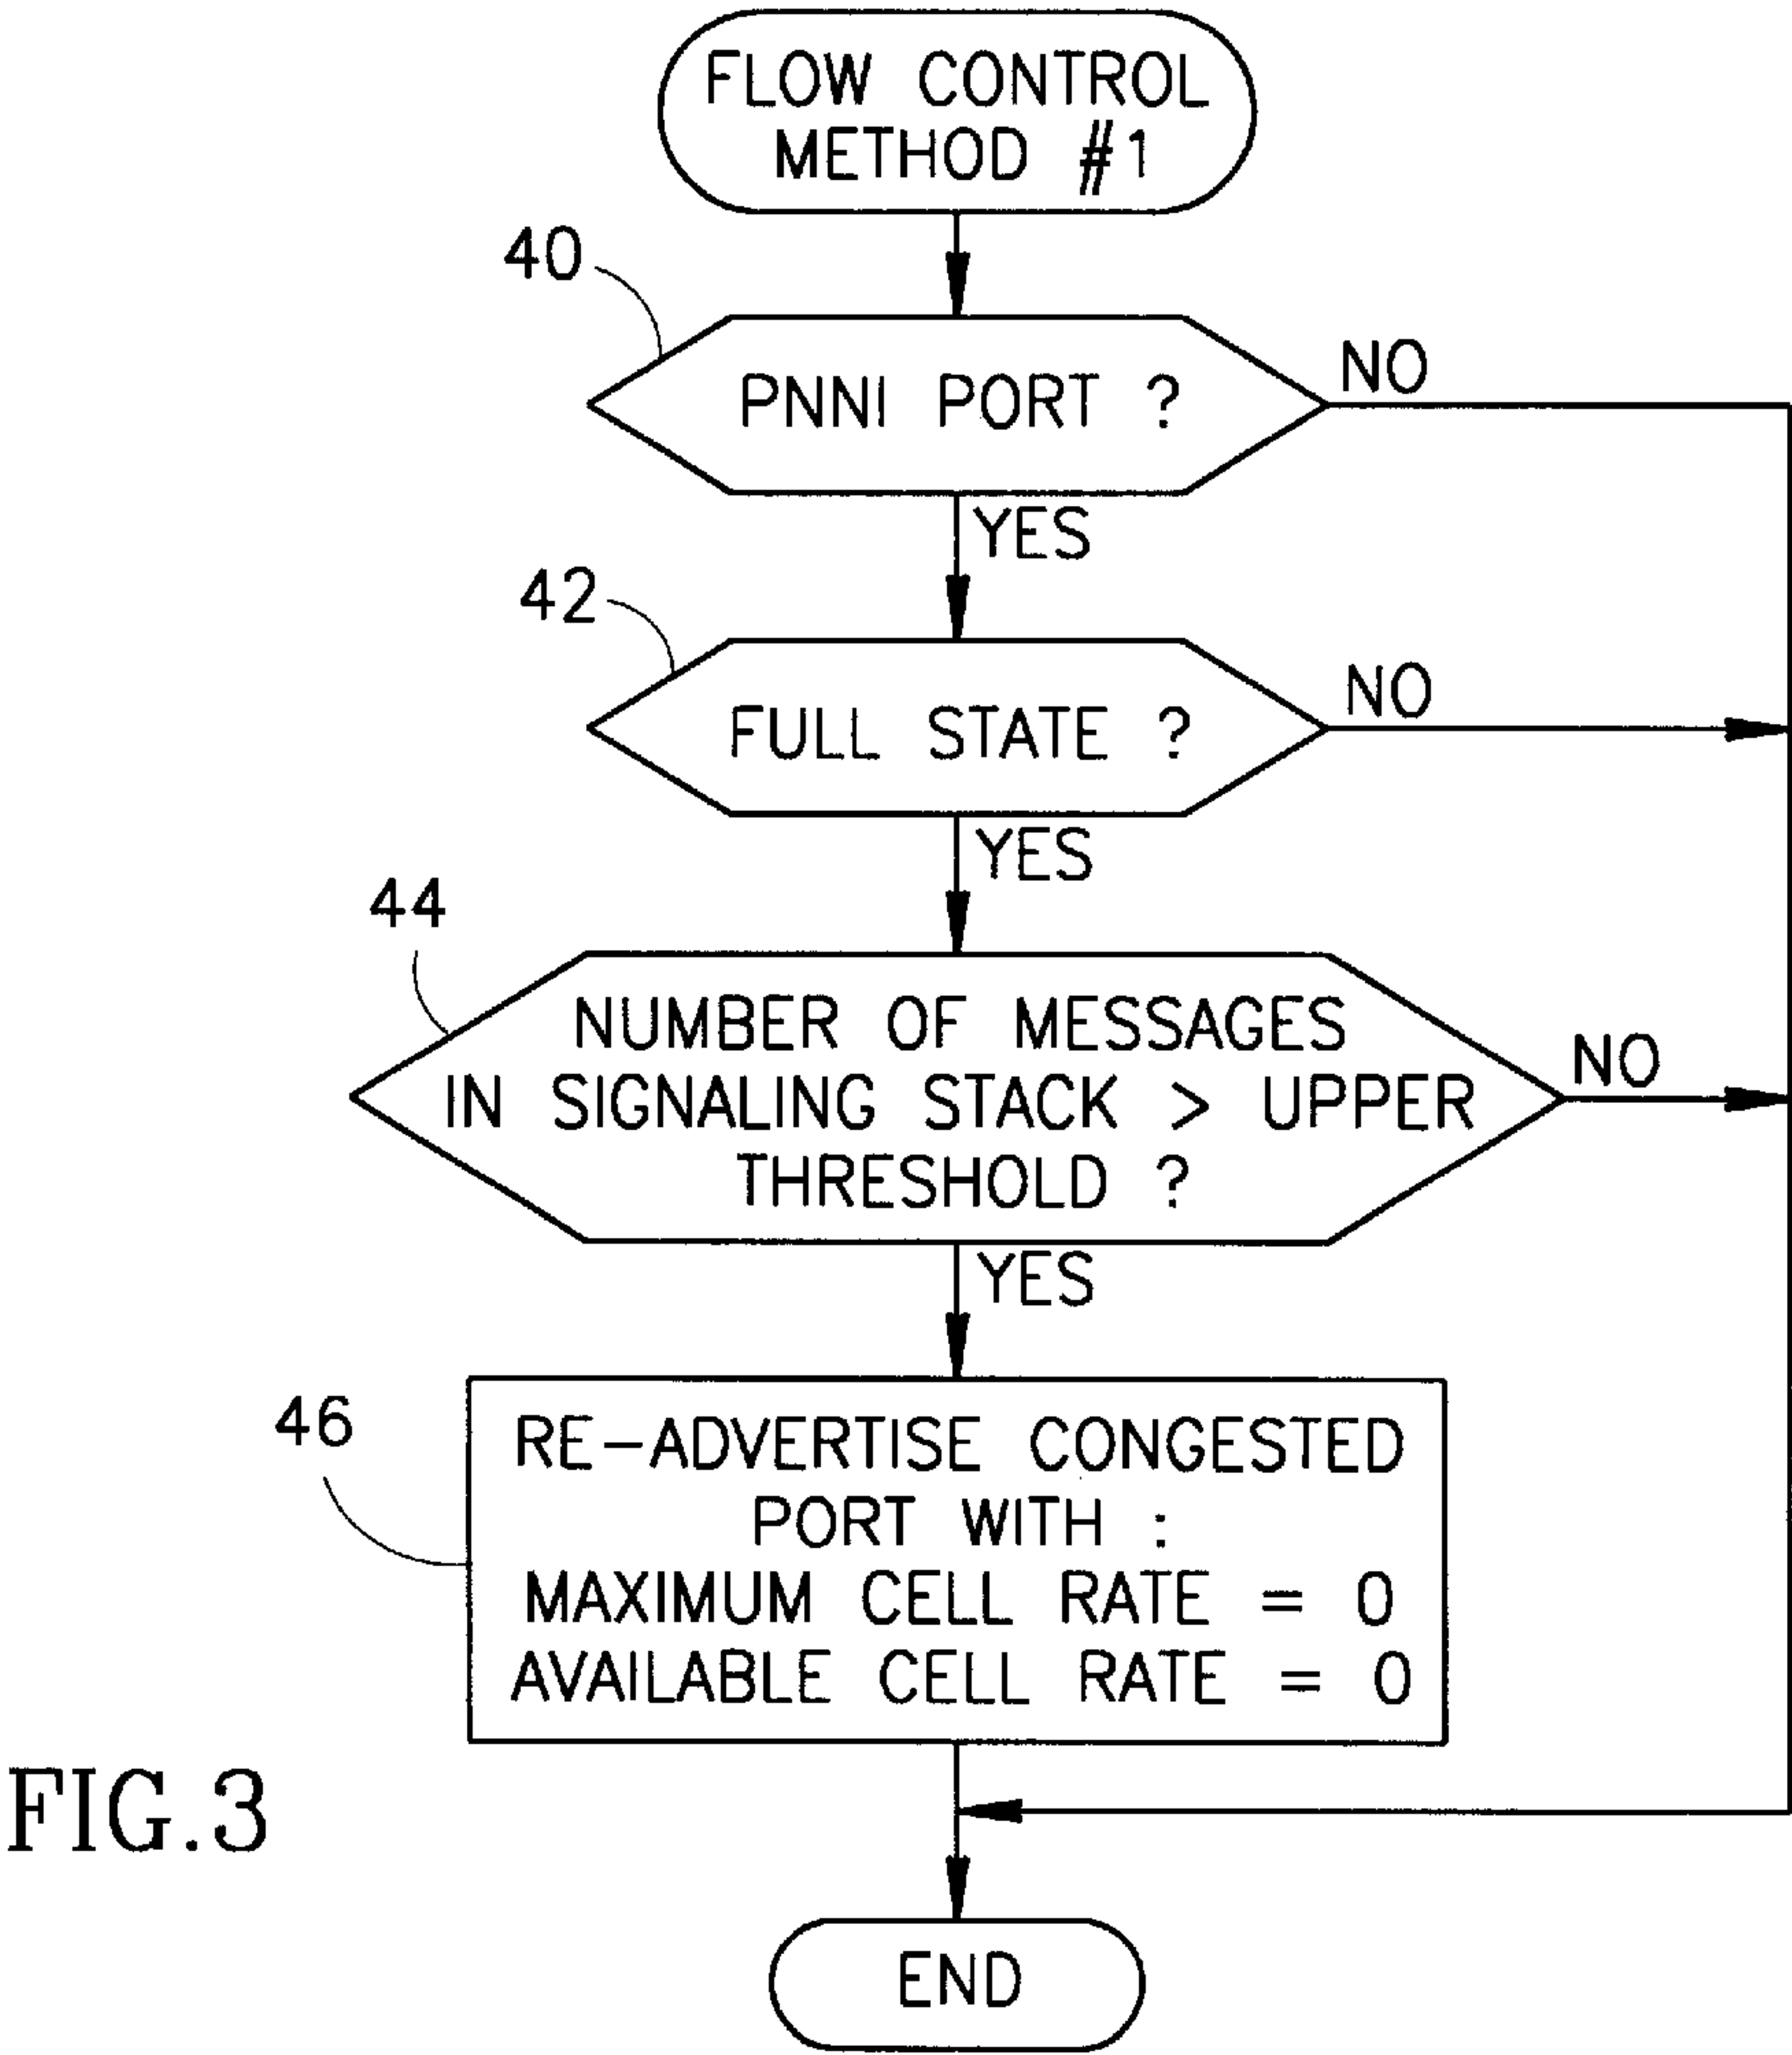 FLOW CONTROL
METHOD #1
40
PNNI PORT ?
NO
YES
42
FULL STATE ?
NO
YES
44
NUMBER OF MESSAGES
IN SIGNALING STACK > UPPER
THRESHOLD ?
NO
YES
46
RE-ADVERTISE CONGESTED
PORT WITH :
MAXIMUM CELL RATE = 0
AVAILABLE CELL RATE = 0
FIG.3
END